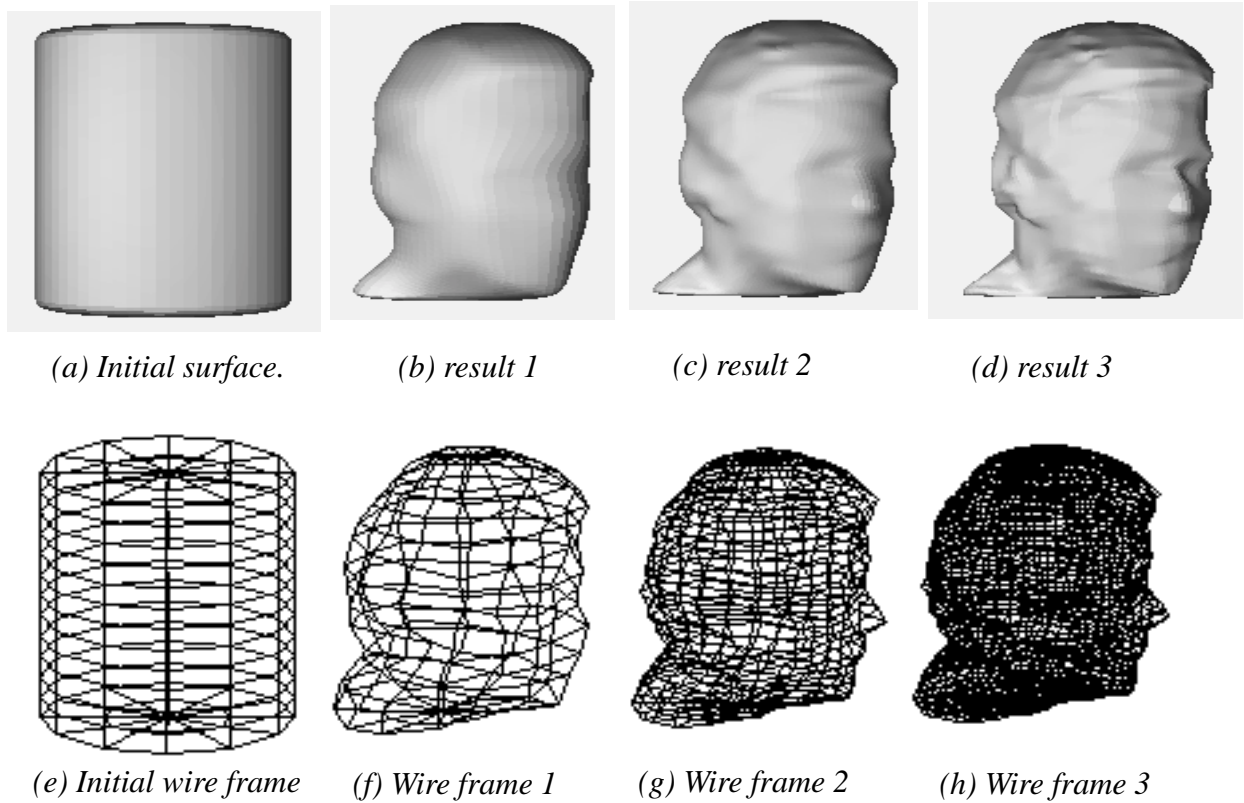 (a) Initial surface.
(b) result 1
(c) result 2
(d) result 3
(e) Initial wire frame
(f) Wire frame 1
(g) Wire frame 2
(h) Wire frame 3